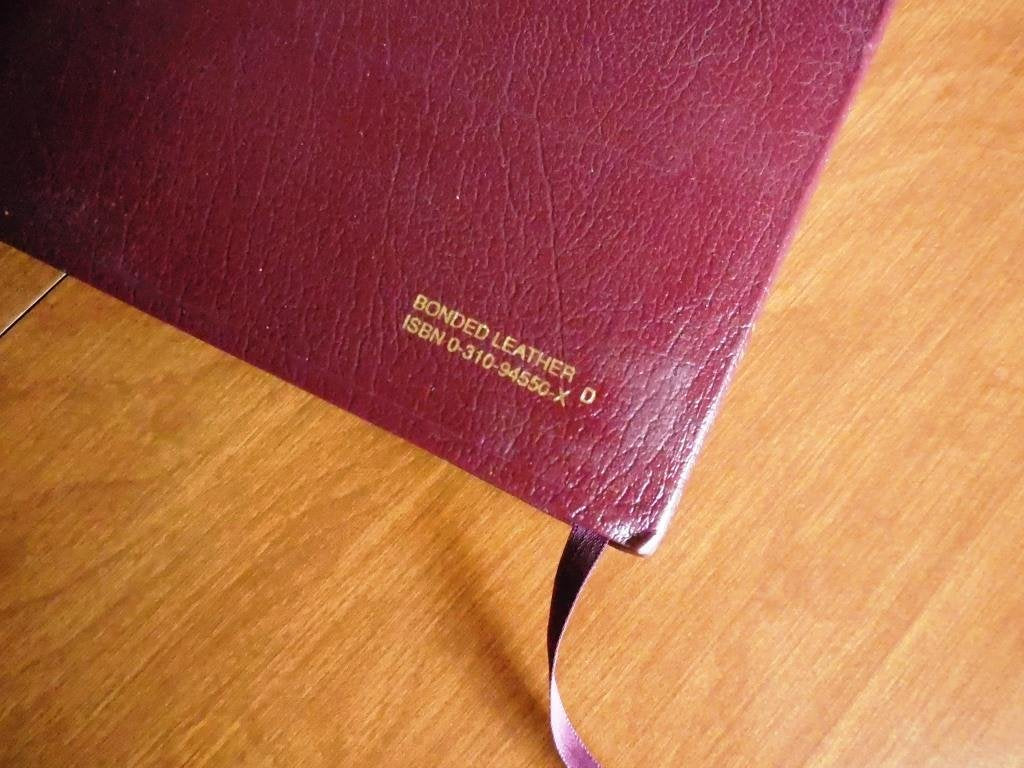 BONDED LEATHER
ISBN 0-310-94550-X D